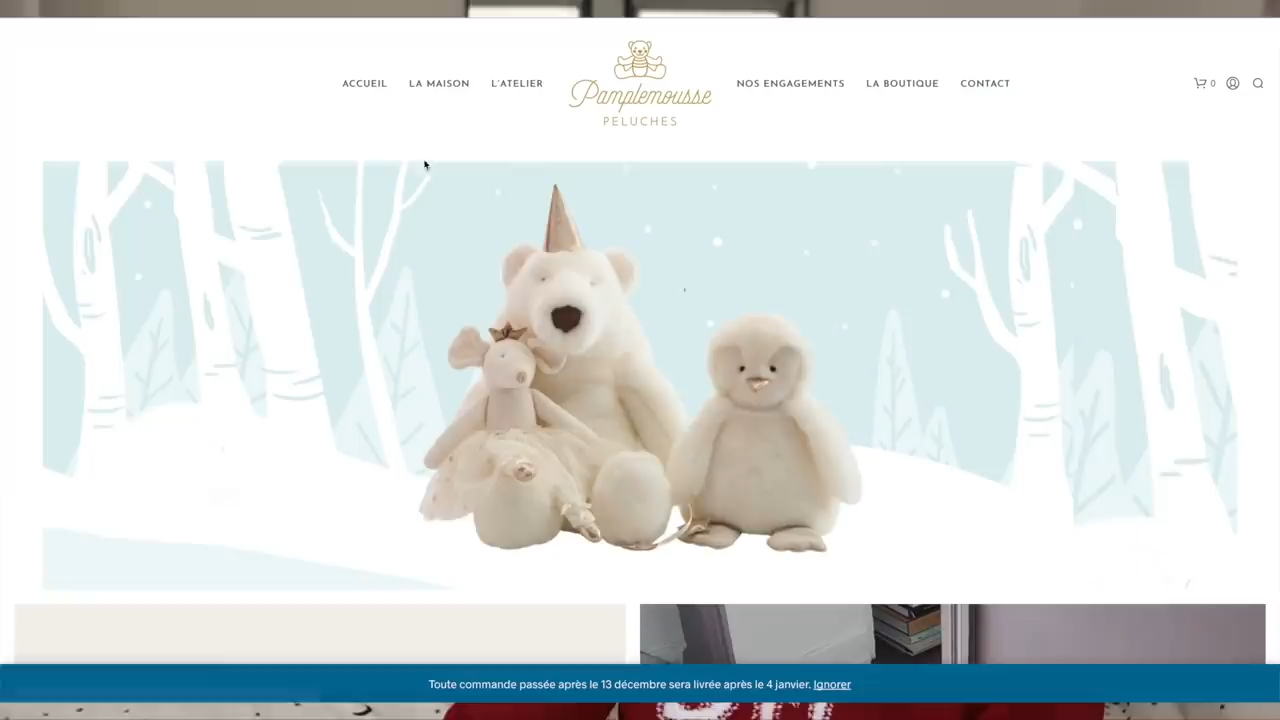 ACCUEIL
LA MAISON
L'ATELIER
Pamplemousse
PELUCHES
NOS ENGAGEMENTS
LA BOUTIQUE
CONTACT
0
Toute commande passée après le 13 décembre sera livrée après le 4 janvier. Ignorer